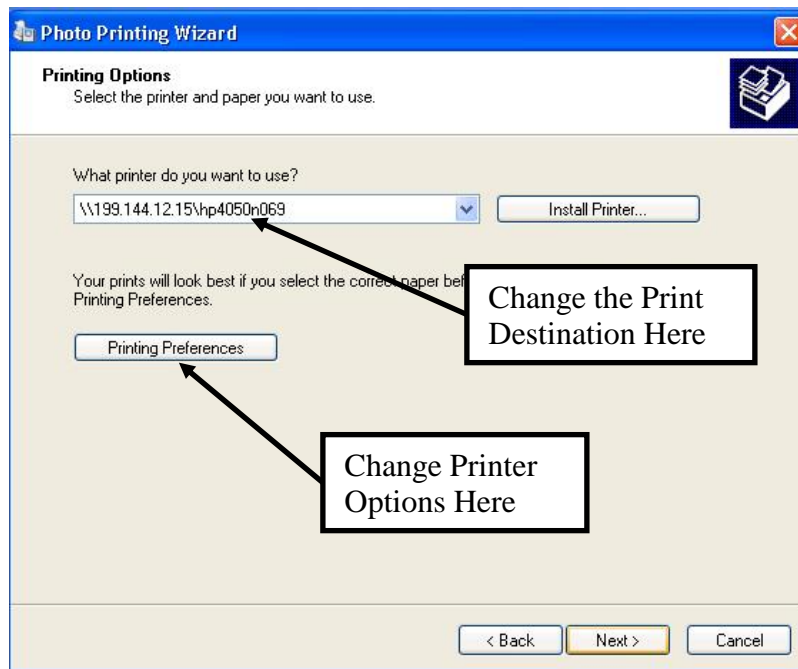 Photo Printing Wizard
Printing Options
Select the printer and paper you want to use.
What printer do you want to use?
\\199.144.12.15\hp4050n069
Install Printer...
Your prints will look best if you select the correct paper bef
Printing Preferences.
Change the Print
Destination Here
Printing Preferences
Change Printer
Options Here
< Back
Next >
Cancel